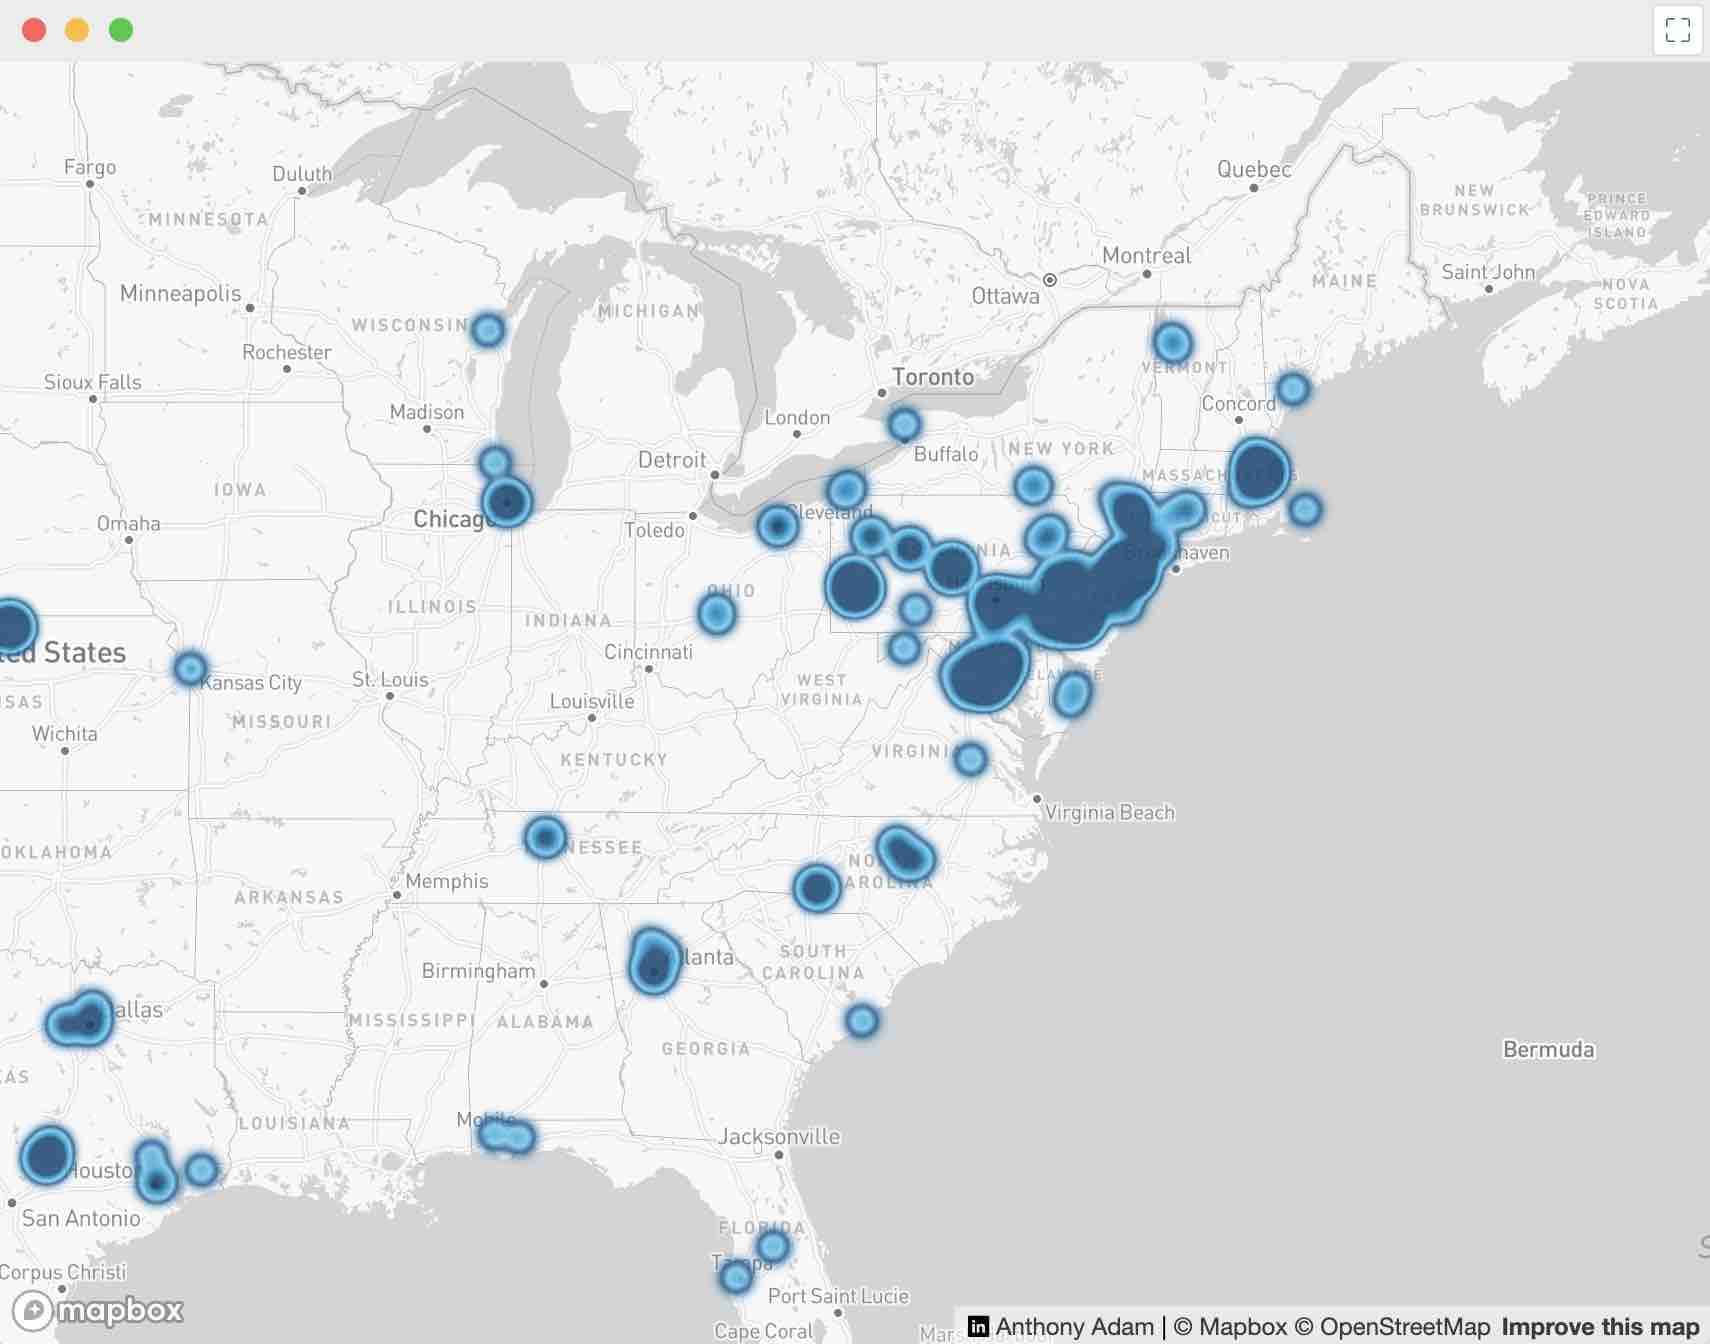 Fargo
Duluth
Quebec
MINNESOTA
NEW
BRUNSWICK
PRINCE
EDWARD
ISLAND
Montreal
Saint John
Minneapolis
Ottawa
MAINE
NOVA
SCOTIA
WISCONSIN
MICHIGAN
Rochester
VERMONT
Sioux Falls
Toronto
Madison
London
Concord
Buffalo
NEW YORK
Detroit
IOWA
Chicag
Omaha
Toledo
Cleveland
haven
OHIO
ILLINOIS
INDIANA
ed States
Cincinnati
Kansas City
St. Louis
WEST
VIRGINIA
SAS
Louisville
MISSOURI
Wichita
KENTUCKY
VIRGINIA
Virginia Beach
OKLAHOMA
NESSEE
NO
AROLINA
Memphis
ARKANSAS
SOUTH
CAROLINA
lanta
Birmingham
allas
MISSISSIPPI
ALABAMA
GEORGIA
Bermuda
AS
LOUISIANA
Mobile
Jacksonville
Housto
San Antonio
FLORIDA
Tampa
Corpus Christi
Port Saint Lucie
mapbox
Cape Coral
in Anthony Adam | © Mapbox © OpenStreetMap Improve this map